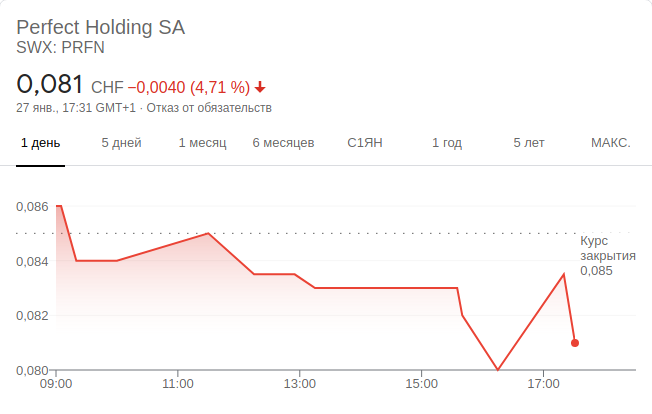 Perfect Holding SA
SWX: PRFN
0,081 CHF −0,0040 (4,71 %)
27 янв., 17:31 GMT+1 · Отказ от обязательств
1 день 5 дней 1 месяц 6 месяцев С1ЯН 1 год 5 лет МАКС.
0,086
Курс
закрытия
0,085
0,084
0,082
0,080
09:00 11:00 13:00 15:00 17:00